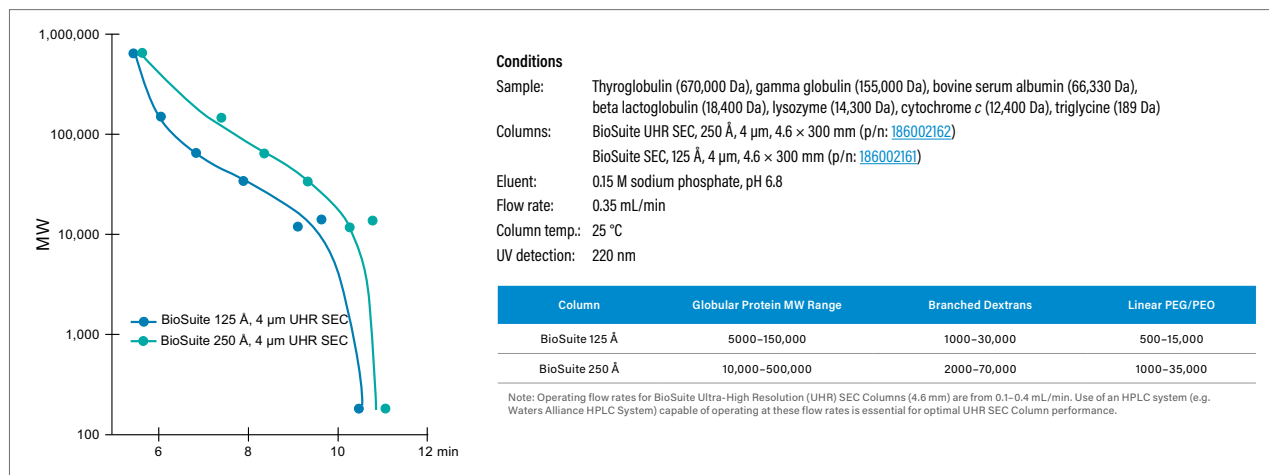 1,000,000
100,000
10,000
1,000
100
MW
6
8
10
12 min
BioSuite 125 Å, 4 µm UHR SEC
BioSuite 250 Å, 4 µm UHR SEC
Conditions
Sample: Thyroglobulin (670,000 Da), gamma globulin (155,000 Da), bovine serum albumin (66,330 Da),
beta lactoglobulin (18,400 Da), lysozyme (14,300 Da), cytochrome c (12,400 Da), triglycine (189 Da)
Columns: BioSuite UHR SEC, 250 Å, 4 µm, 4.6 × 300 mm (p/n: 186002162)
BioSuite SEC, 125 Å, 4 µm, 4.6 × 300 mm (p/n: 186002161)
Eluent: 0.15 M sodium phosphate, pH 6.8
Flow rate: 0.35 mL/min
Column temp.: 25 °C
UV detection: 220 nm
Column Globular Protein MW Range Branched Dextrans Linear PEG/PEO
BioSuite 125 Å 5000–150,000 1000–30,000 500–15,000
BioSuite 250 Å 10,000–500,000 2000–70,000 1000–35,000
Note: Operating flow rates for BioSuite Ultra-High Resolution (UHR) SEC Columns (4.6 mm) are from 0.1–0.4 mL/min. Use of an HPLC system (e.g.
Waters Alliance HPLC System) capable of operating at these flow rates is essential for optimal UHR SEC Column performance.